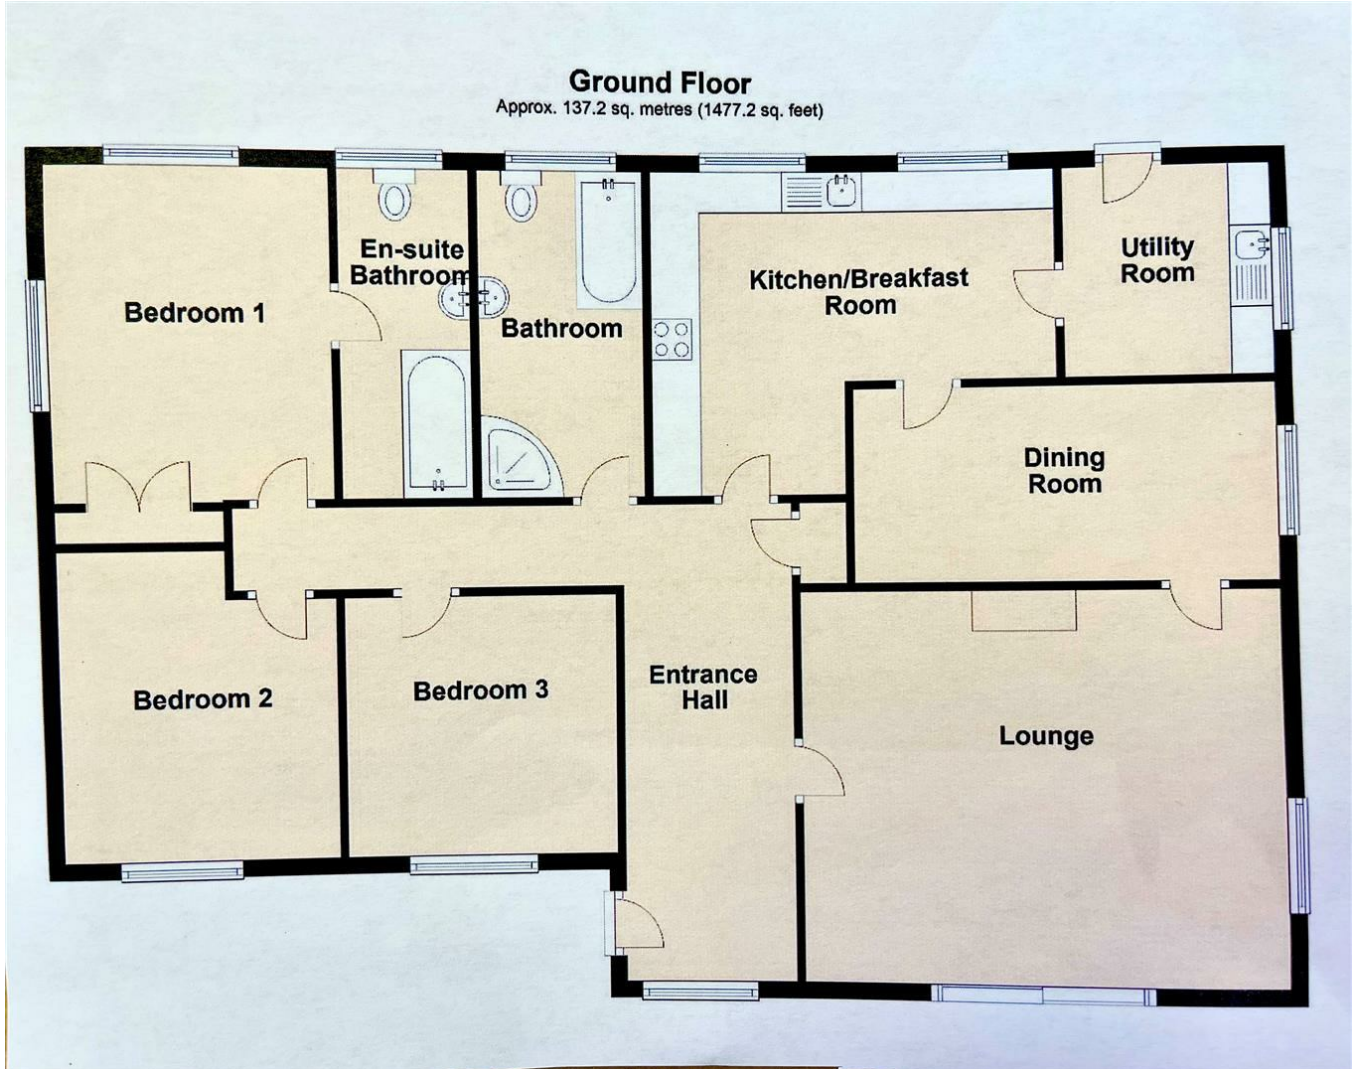 Ground Floor
Approx. 137.2 sq. metres (1477.2 sq. feet)
En-suite
Bathroom
Bedroom 1
Bathroom
Kitchen/Breakfast
Room
Utility
Room
Dining
Room
Bedroom 2
Bedroom 3
Entrance
Hall
Lounge